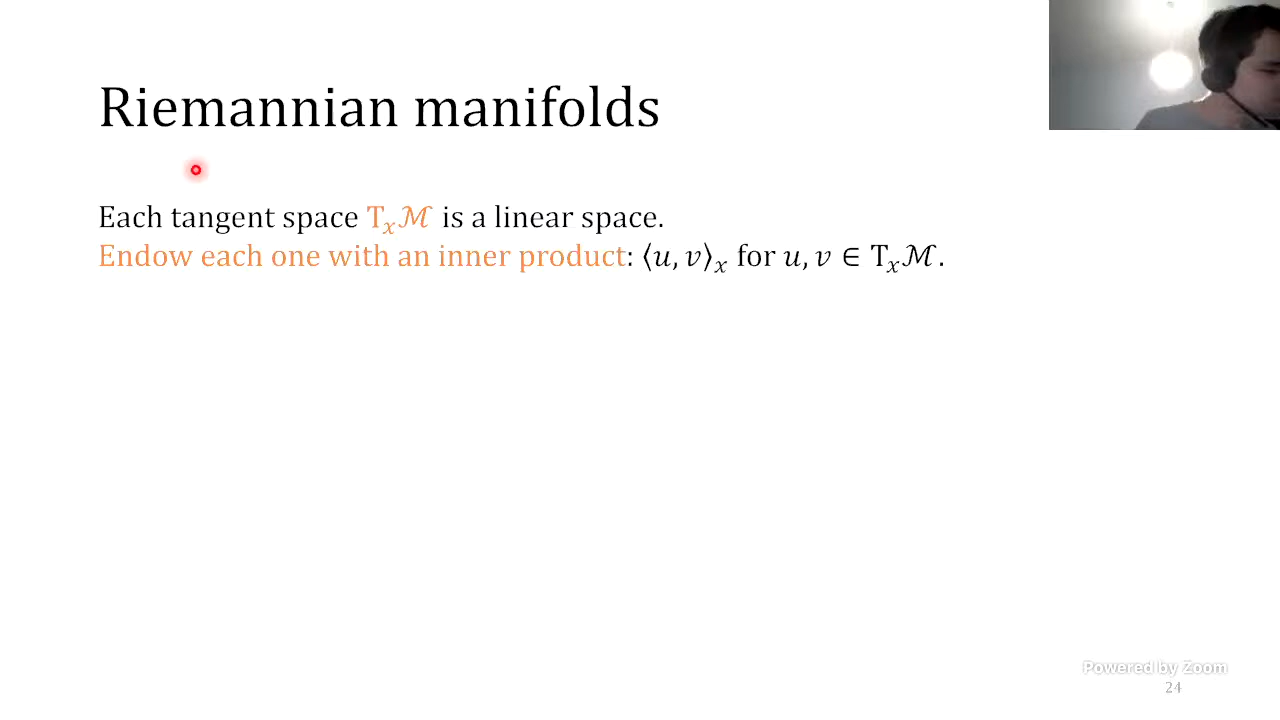 Riemannian manifolds
Each tangent space Tₓℳ is a linear space.
Endow each one with an inner product: ⟨u, v⟩ₓ for u, v ∈ Tₓℳ.
Powered by Zoom
24